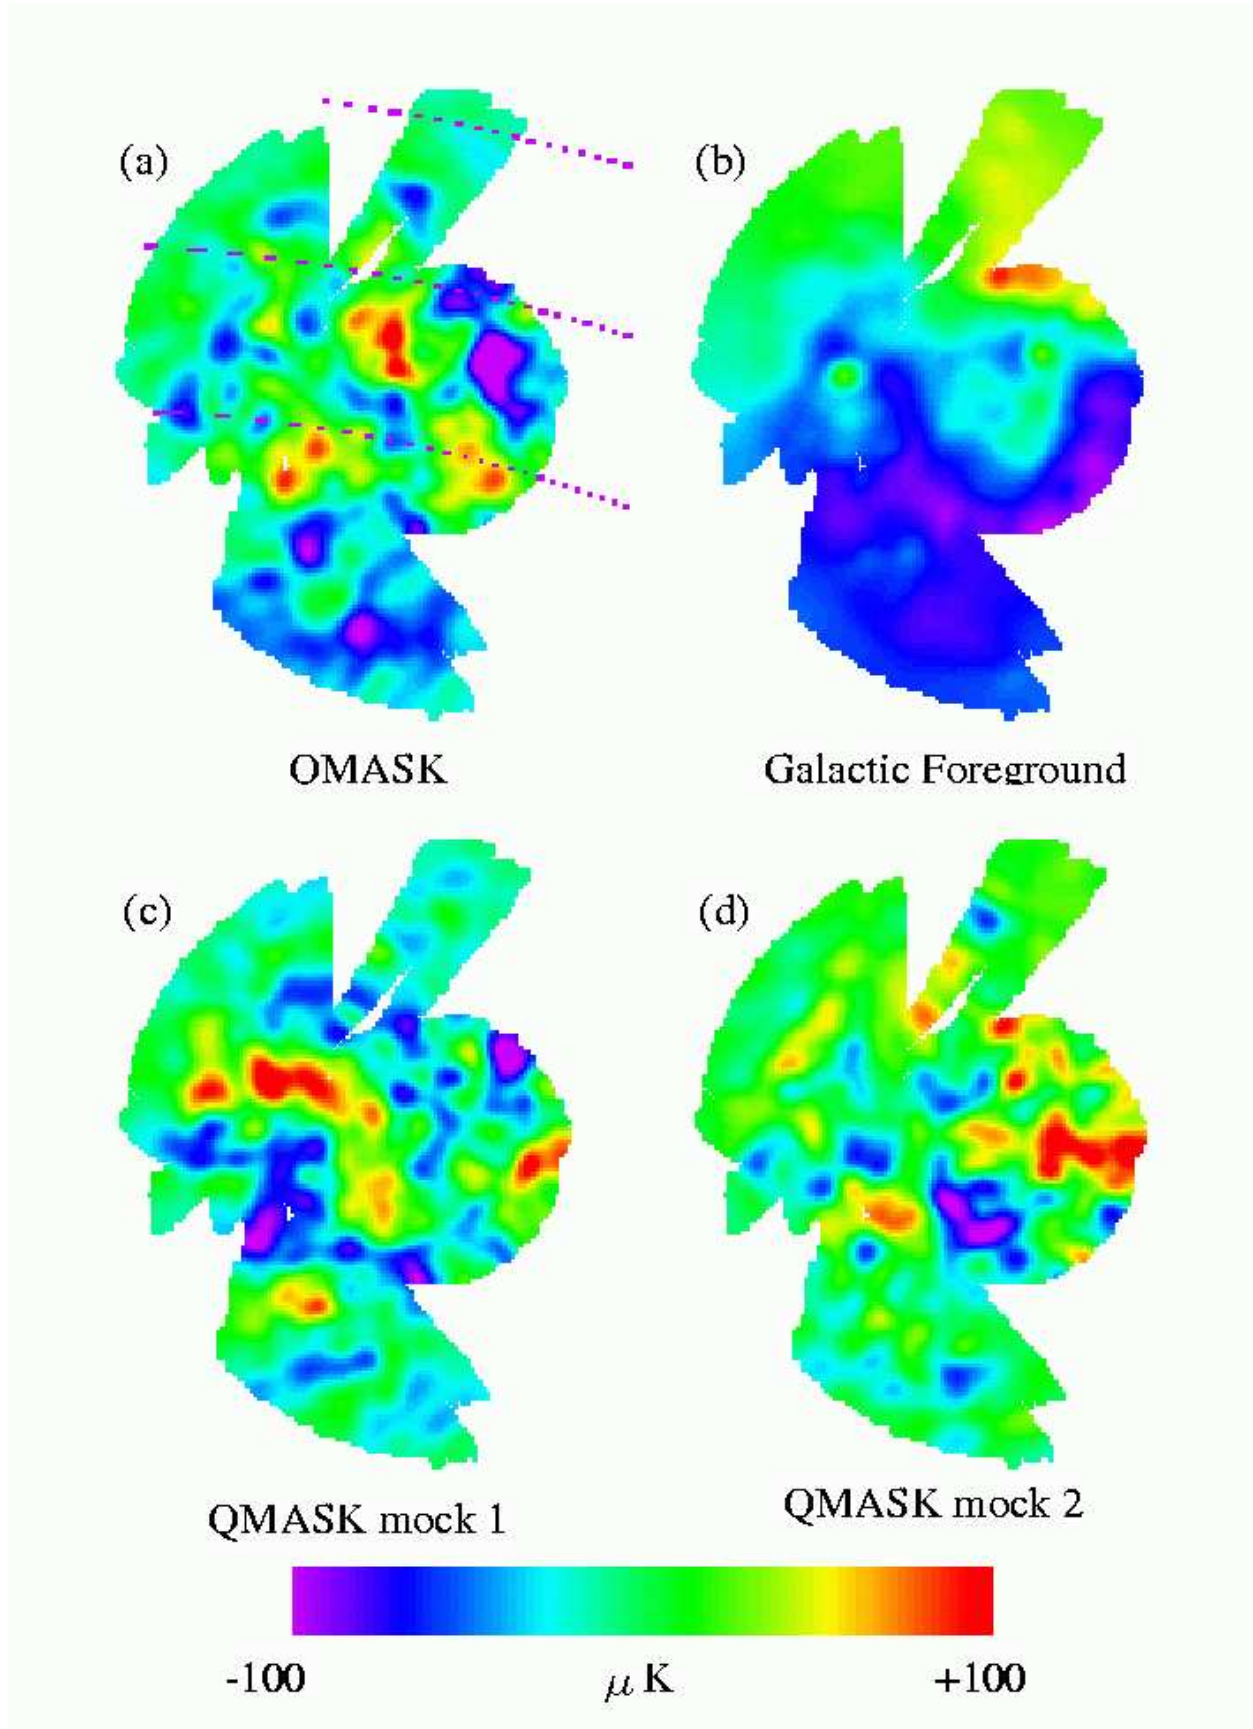 (a)
(b)
OMASK
Galactic Foreground
(c)
(d)
QMASK mock 1
QMASK mock 2
-100
μ K
+100